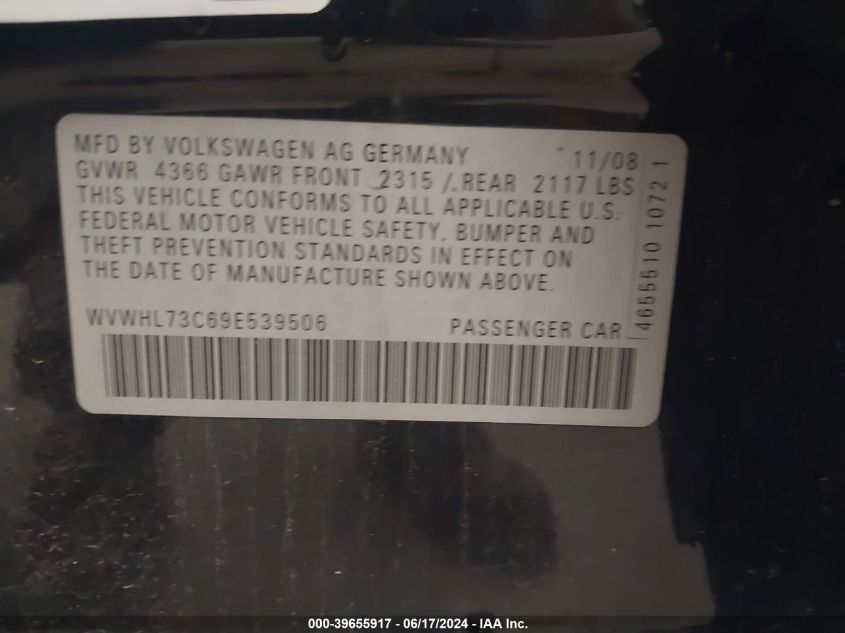 MFD BY VOLKSWAGEN AG GERMANY 11/08
GVWR 4366 GAWR FRONT 2315 / REAR 2117 LBS
THIS VEHICLE CONFORMS TO ALL APPLICABLE U.S.
FEDERAL MOTOR VEHICLE SAFETY, BUMPER AND
THEFT PREVENTION STANDARDS IN EFFECT ON
THE DATE OF MANUFACTURE SHOWN ABOVE.
WVWHL73C69E539506 PASSENGER CAR
4655510 1072 1
000-39655917 - 06/17/2024 - IAA Inc.